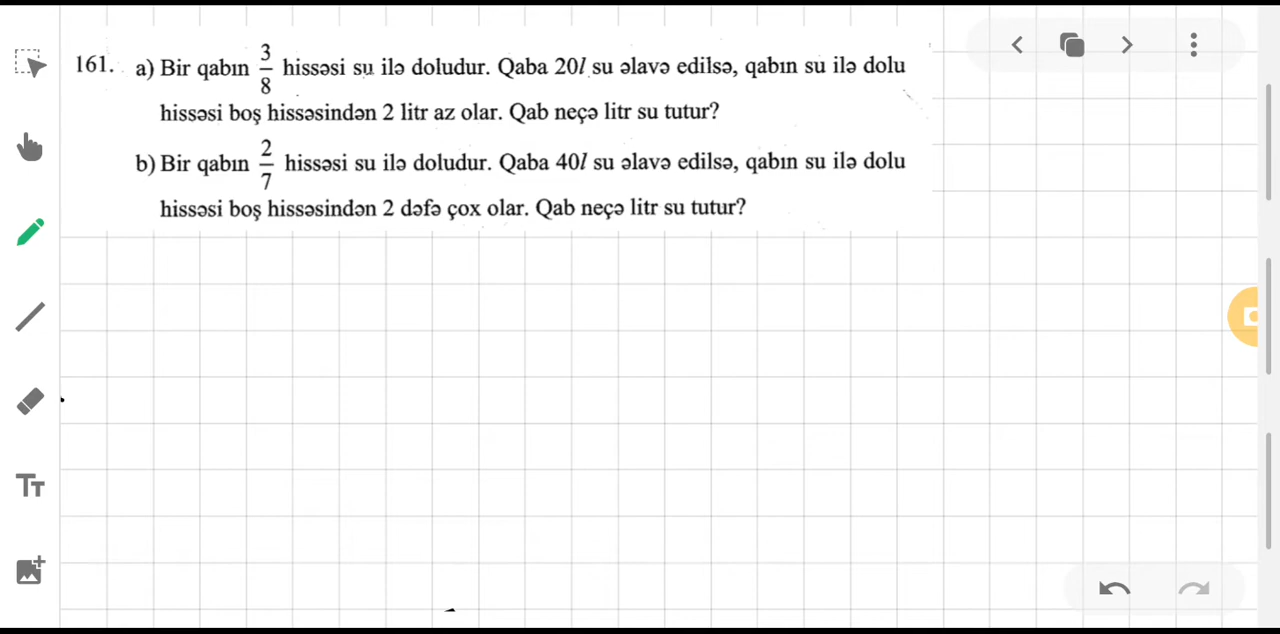 161. a) Bir qabın 3/8 hissəsi su ilə doludur. Qaba 20l su əlavə edilsə, qabın su ilə dolu
hissəsi boş hissəsindən 2 litr az olar. Qab neçə litr su tutur?
b) Bir qabın 2/7 hissəsi su ilə doludur. Qaba 40l su əlavə edilsə, qabın su ilə dolu
hissəsi boş hissəsindən 2 dəfə çox olar. Qab neçə litr su tutur?
TT